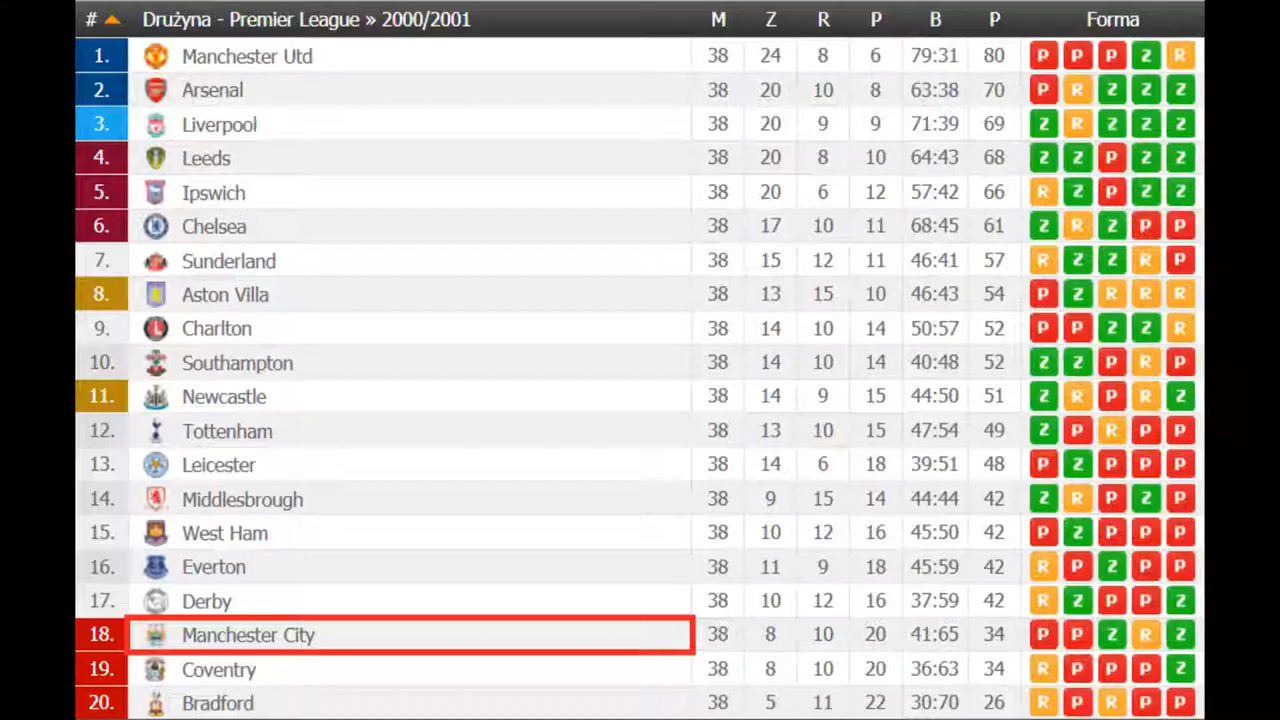 # Drużyna - Premier League » 2000/2001 M Z R P B P Forma
1. Manchester Utd 38 24 8 6 79:31 80 P P P Z R
2. Arsenal 38 20 10 8 63:38 70 P R Z Z Z
3. Liverpool 38 20 9 9 71:39 69 Z R Z Z Z
4. Leeds 38 20 8 10 64:43 68 Z Z P Z Z
5. Ipswich 38 20 6 12 57:42 66 R Z P Z Z
6. Chelsea 38 17 10 11 68:45 61 Z R Z P P
7. Sunderland 38 15 12 11 46:41 57 R Z Z R P
8. Aston Villa 38 13 15 10 46:43 54 P Z R R R
9. Charlton 38 14 10 14 50:57 52 P P Z Z R
10. Southampton 38 14 10 14 40:48 52 Z Z P R P
11. Newcastle 38 14 9 15 44:50 51 Z R P R Z
12. Tottenham 38 13 10 15 47:54 49 Z P R P P
13. Leicester 38 14 6 18 39:51 48 P Z P P P
14. Middlesbrough 38 9 15 14 44:44 42 Z R P Z P
15. West Ham 38 10 12 16 45:50 42 P Z P P P
16. Everton 38 11 9 18 45:59 42 R P Z P P
17. Derby 38 10 12 16 37:59 42 R Z P P Z
18. Manchester City 38 8 10 20 41:65 34 P P Z R Z
19. Coventry 38 8 10 20 36:63 34 R P P P Z
20. Bradford 38 5 11 22 30:70 26 R P R P P